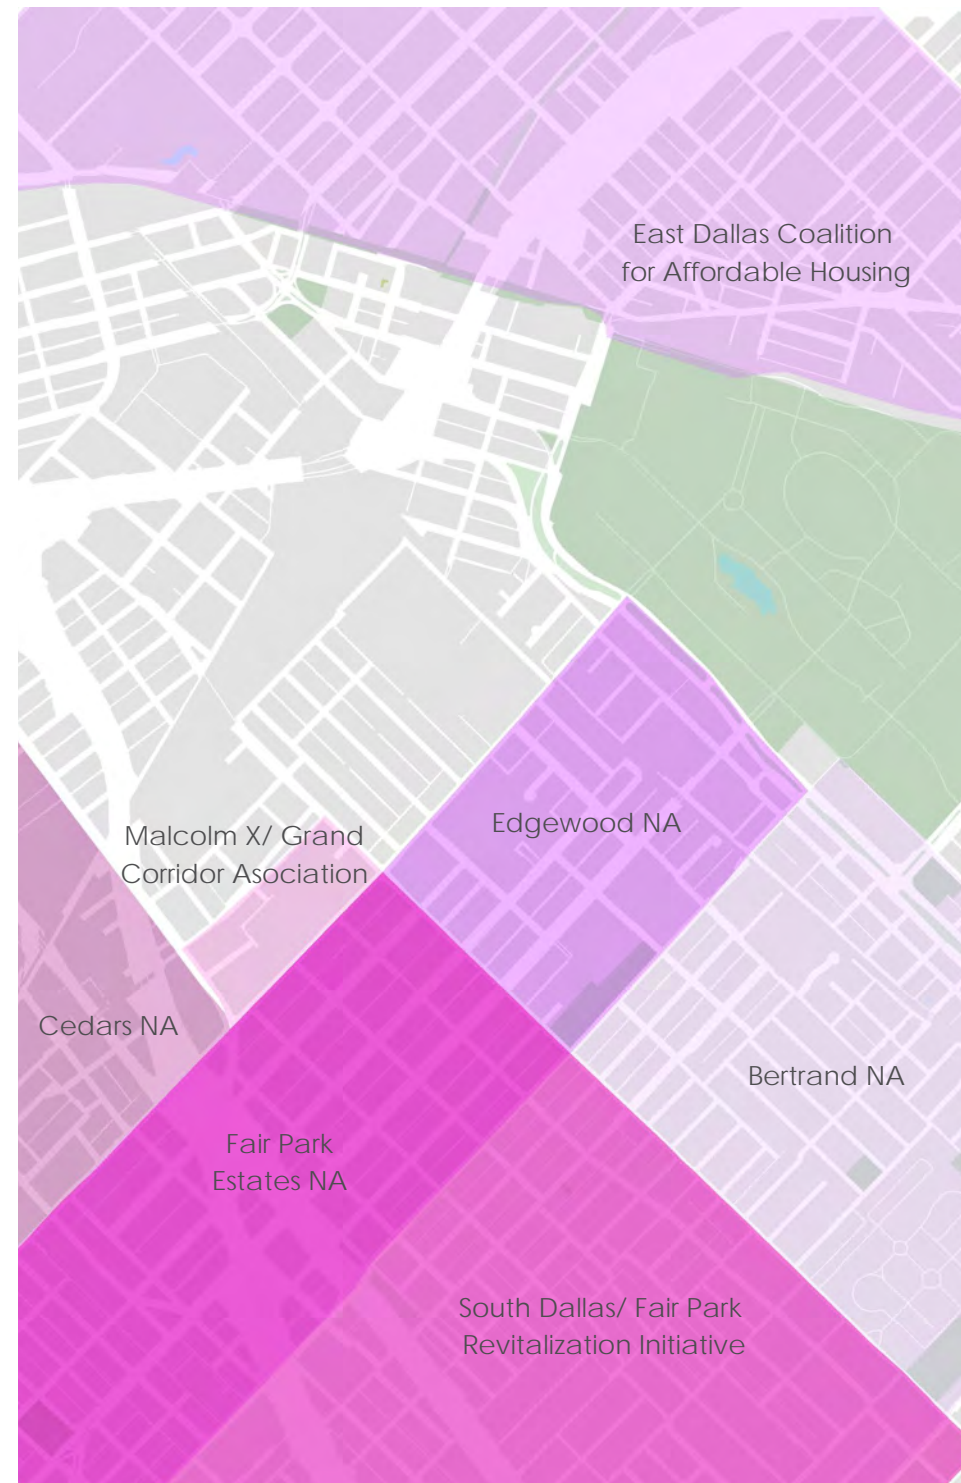 East Dallas Coalition
for Affordable Housing
Edgewood NA
Malcolm X/ Grand
Corridor Asociation
Cedars NA
Bertrand NA
Fair Park
Estates NA
South Dallas/ Fair Park
Revitalization Initiative